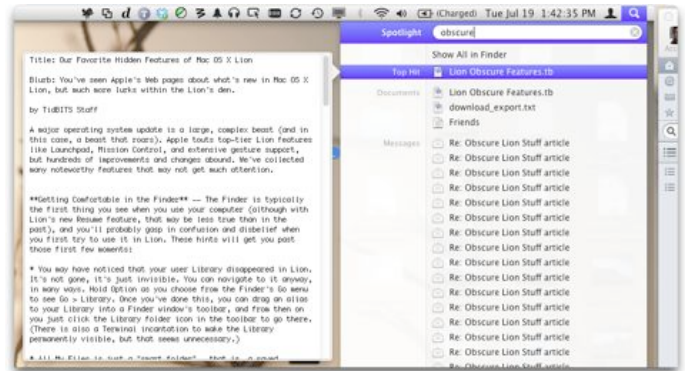 (Charged) Tue Jul 19 1:42:35 PM
Spotlight obscure
Show All in Finder
Top Hit Lion Obscure Features.tb
Documents Lion Obscure Features.tb
download_export.txt
Friends
Messages Re: Obscure Lion Stuff article
Re: Obscure Lion Stuff article
Re: Obscure Lion Stuff article
Re: Obscure Lion Stuff article
Re: Obscure Lion Stuff article
Re: Obscure Lion Stuff article
Re: Obscure Lion Stuff article
Re: Obscure Lion Stuff article
Re: Obscure Lion Stuff article
Re: Obscure Lion Stuff article
Re: Obscure Lion Stuff article
Re: Obscure Lion Stuff article
Re: Obscure Lion Stuff article
Re: Obscure Lion Stuff article
Title: Our Favorite Hidden Features of Mac OS X Lion
Blurb: You've seen Apple's Web pages about what's new in Mac OS X
Lion, but much more lurks within the Lion's den.
by TidBITS Staff
A major operating system update is a large, complex beast (and in
this case, a beast that roars). Apple touts top-tier Lion features
like Launchpad, Mission Control, and extensive gesture support,
but hundreds of improvements and changes abound. We've collected
many noteworthy features that may not get much attention.
**Getting Comfortable in the Finder** -- The Finder is typically
the first thing you see when you use your computer (although with
Lion's new Resume feature, that may be less true than in the
past), and you'll probably gasp in confusion and disbelief when
you first try to use it in Lion. These hints will get you past
those first few moments:
* You may have noticed that your user Library disappeared in Lion.
It's not gone, it's just invisible. You can navigate to it anyway,
in many ways. Hold Option as you choose from the Finder's Go menu
to see Go > Library. Once you've done this, you can drag an alias
to your Library into a Finder window's toolbar, and from then on
you just click the Library folder icon in the toolbar to go there.
(There is also a Terminal incantation to make the Library
permanently visible, but that seems unnecessary.)
* All My Files is just a "smart folder" - that is, a saved